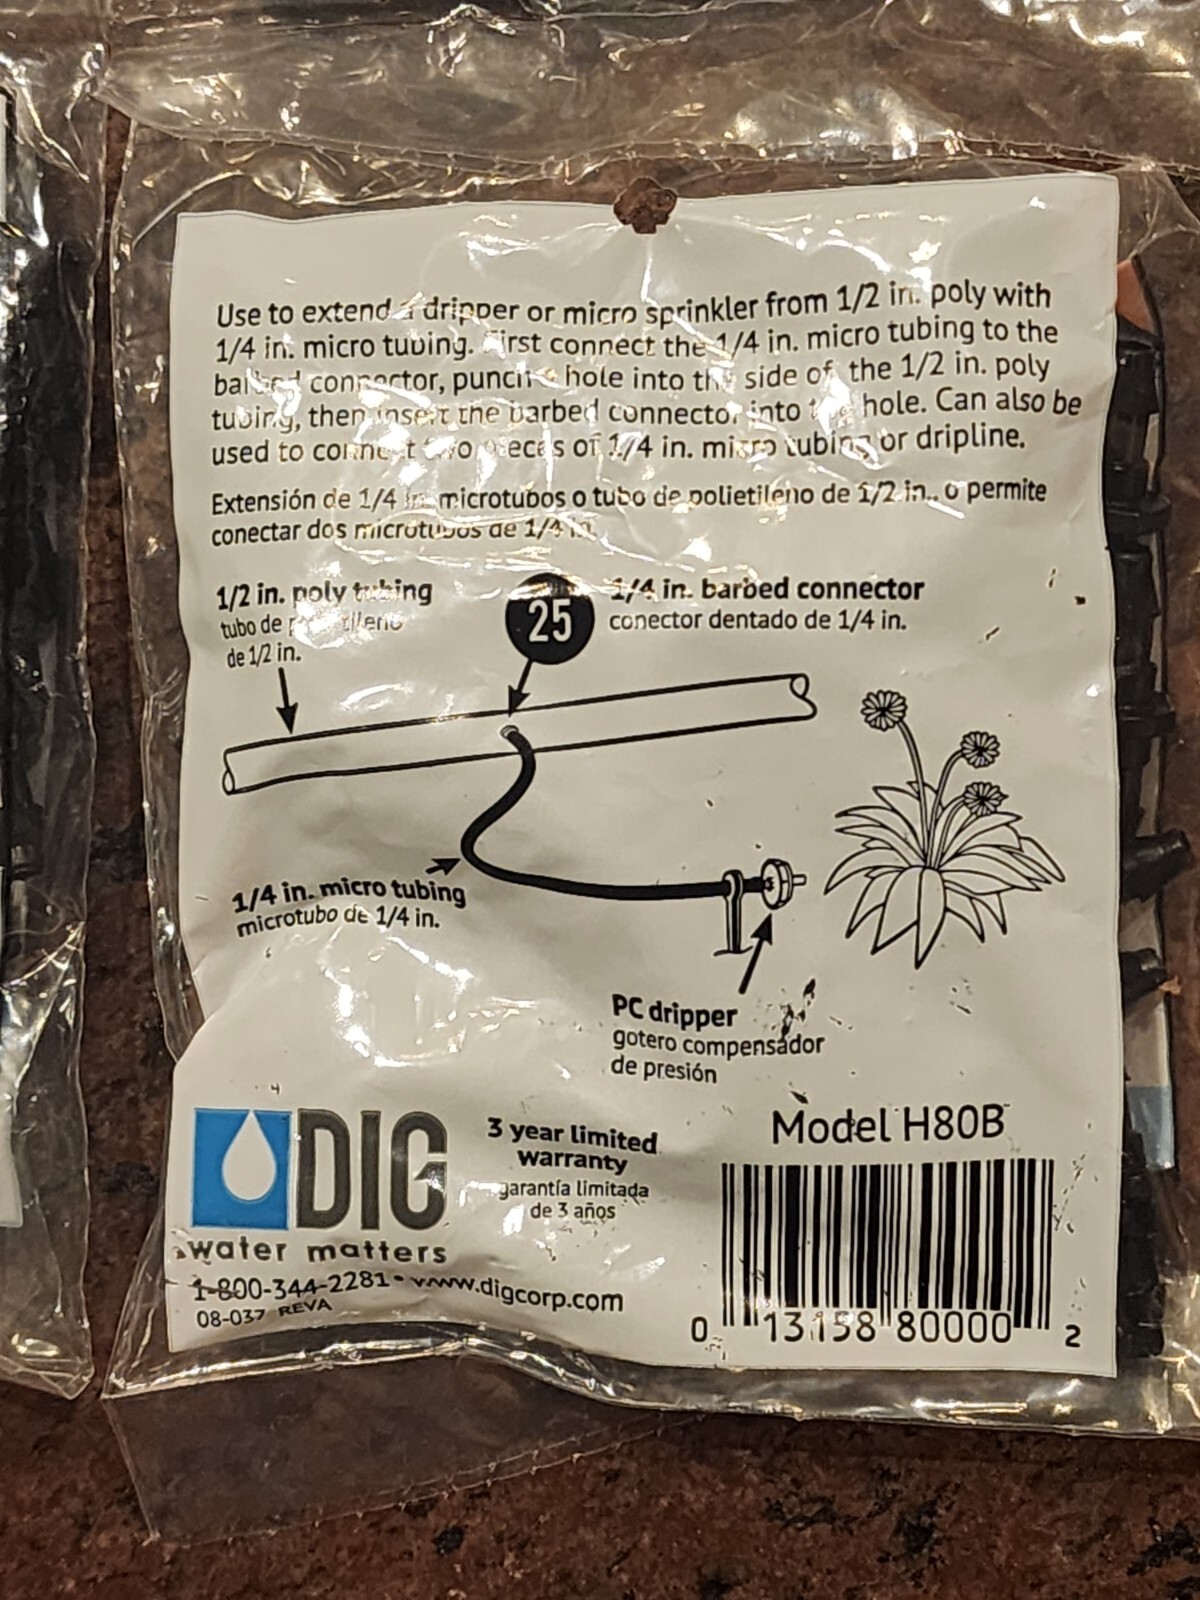 Use to extend a dripper or micro sprinkler from 1/2 in. poly with
1/4 in. micro tubing. First connect the 1/4 in. micro tubing to the
barbed connector, punch a hole into the side of the 1/2 in. poly
tubing, then insert the barbed connector into the hole. Can also be
used to connect two pieces of 1/4 in. micro tubing or dripline.
Extensión de 1/4 in. microtubos o tubo de polietileno de 1/2 in., o permite
conectar dos microtubos de 1/4 in.
1/2 in. poly tubing
tubo de polietileno
de 1/2 in.
25
1/4 in. barbed connector
conector dentado de 1/4 in.
1/4 in. micro tubing
microtubo de 1/4 in.
PC dripper
gotero compensador
de presión
DIG
water matters
3 year limited
warranty
garantía limitada
de 3 años
Model H80B
1-800-344-2281 • www.digcorp.com
08-037 REVA
0 13158 80000 2